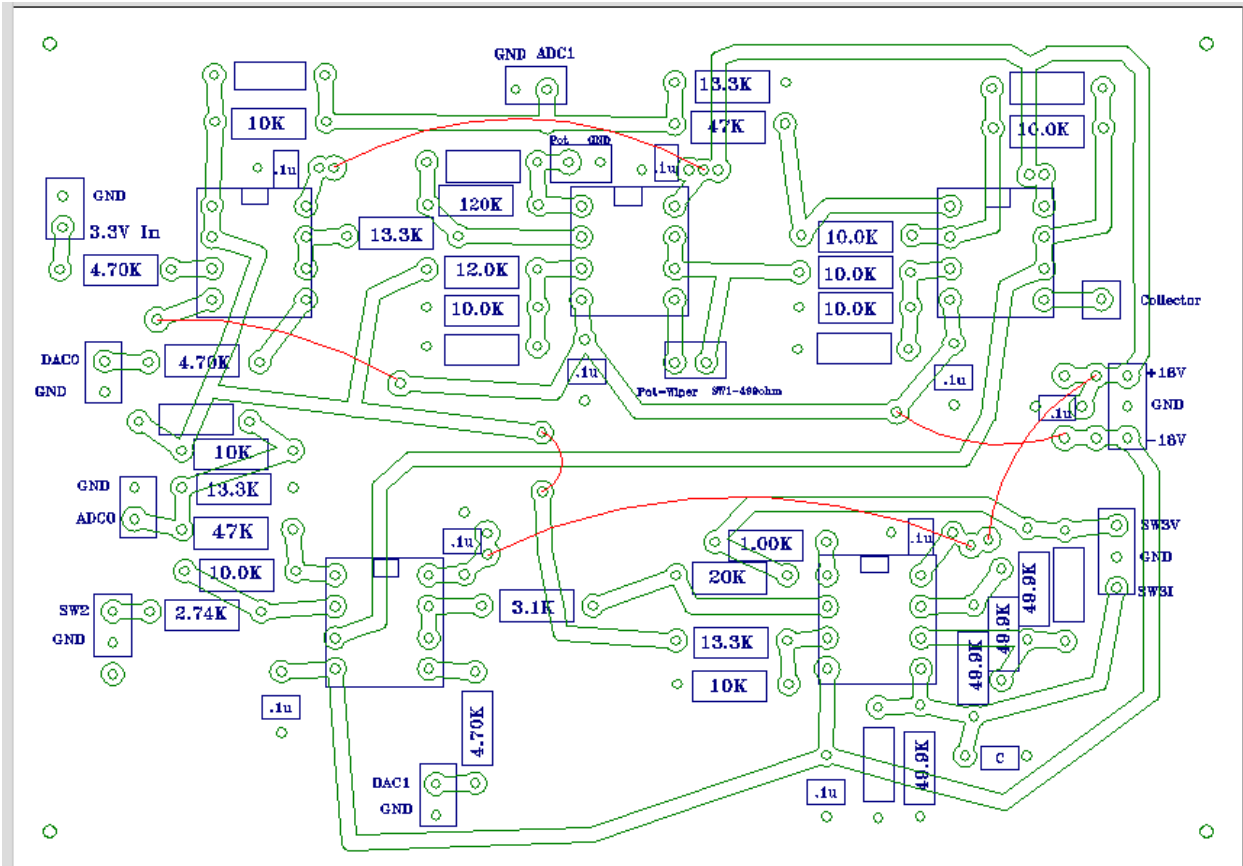 GND ADC1
13.3K
10K
47K
10.0K
Pot GND
.1u
.1u
GND
120K
3.3V In
13.3K
10.0K
4.70K
12.0K
10.0K
10.0K
10.0K
Collector
DAC0
4.70K
.1u
.1u
+18V
GND
Pot-Wiper SW1-499ohm
.1u
GND
-18V
10K
GND
13.3K
ADC0
47K
.1u
1.00K
.1u
SW3V
GND
10.0K
20K
49.9K
SW3I
SW2
2.74K
3.1K
49.9K
GND
13.3K
49.9K
10K
.1u
4.70K
49.9K
C
DAC1
.1u
GND